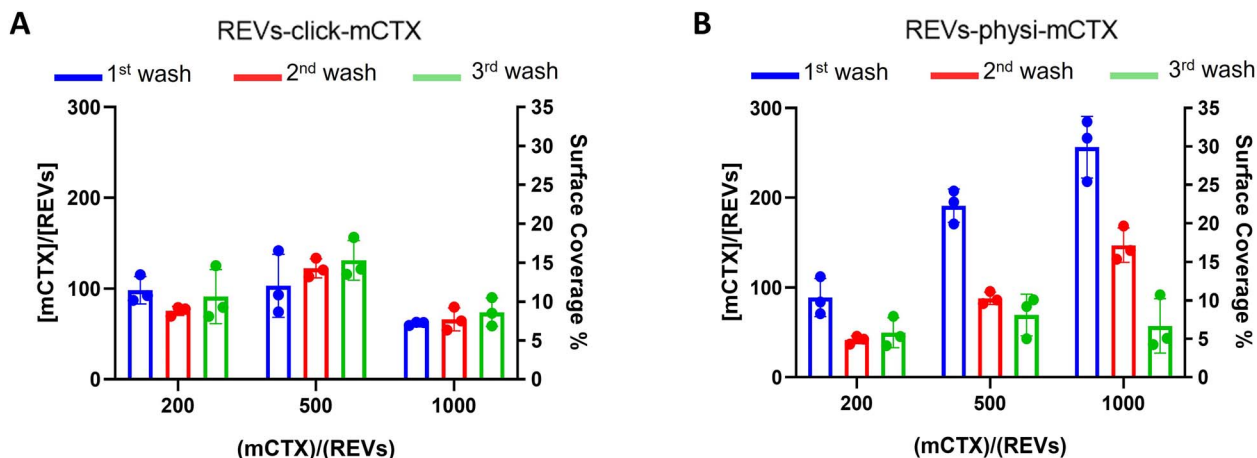 A
REVs-click-mCTX
1st wash 2nd wash 3rd wash
[mCTX]/[REVs]
300
200
100
0
35
30
25
20
15
10
5
0
Surface Coverage %
200 500 1000
(mCTX)/(REVs)
B
REVs-physi-mCTX
1st wash 2nd wash 3rd wash
[mCTX]/[REVs]
300
200
100
0
35
30
25
20
15
10
5
0
Surface Coverage %
200 500 1000
(mCTX)/(REVs)